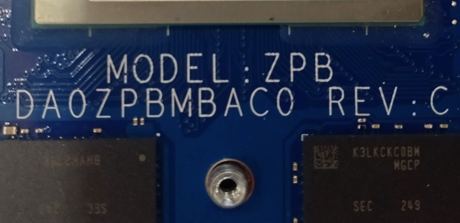 MODEL:ZPB
DA0ZPBMBAC0 REV:C
K3LKCKC0BM
MGCP
SEC 249